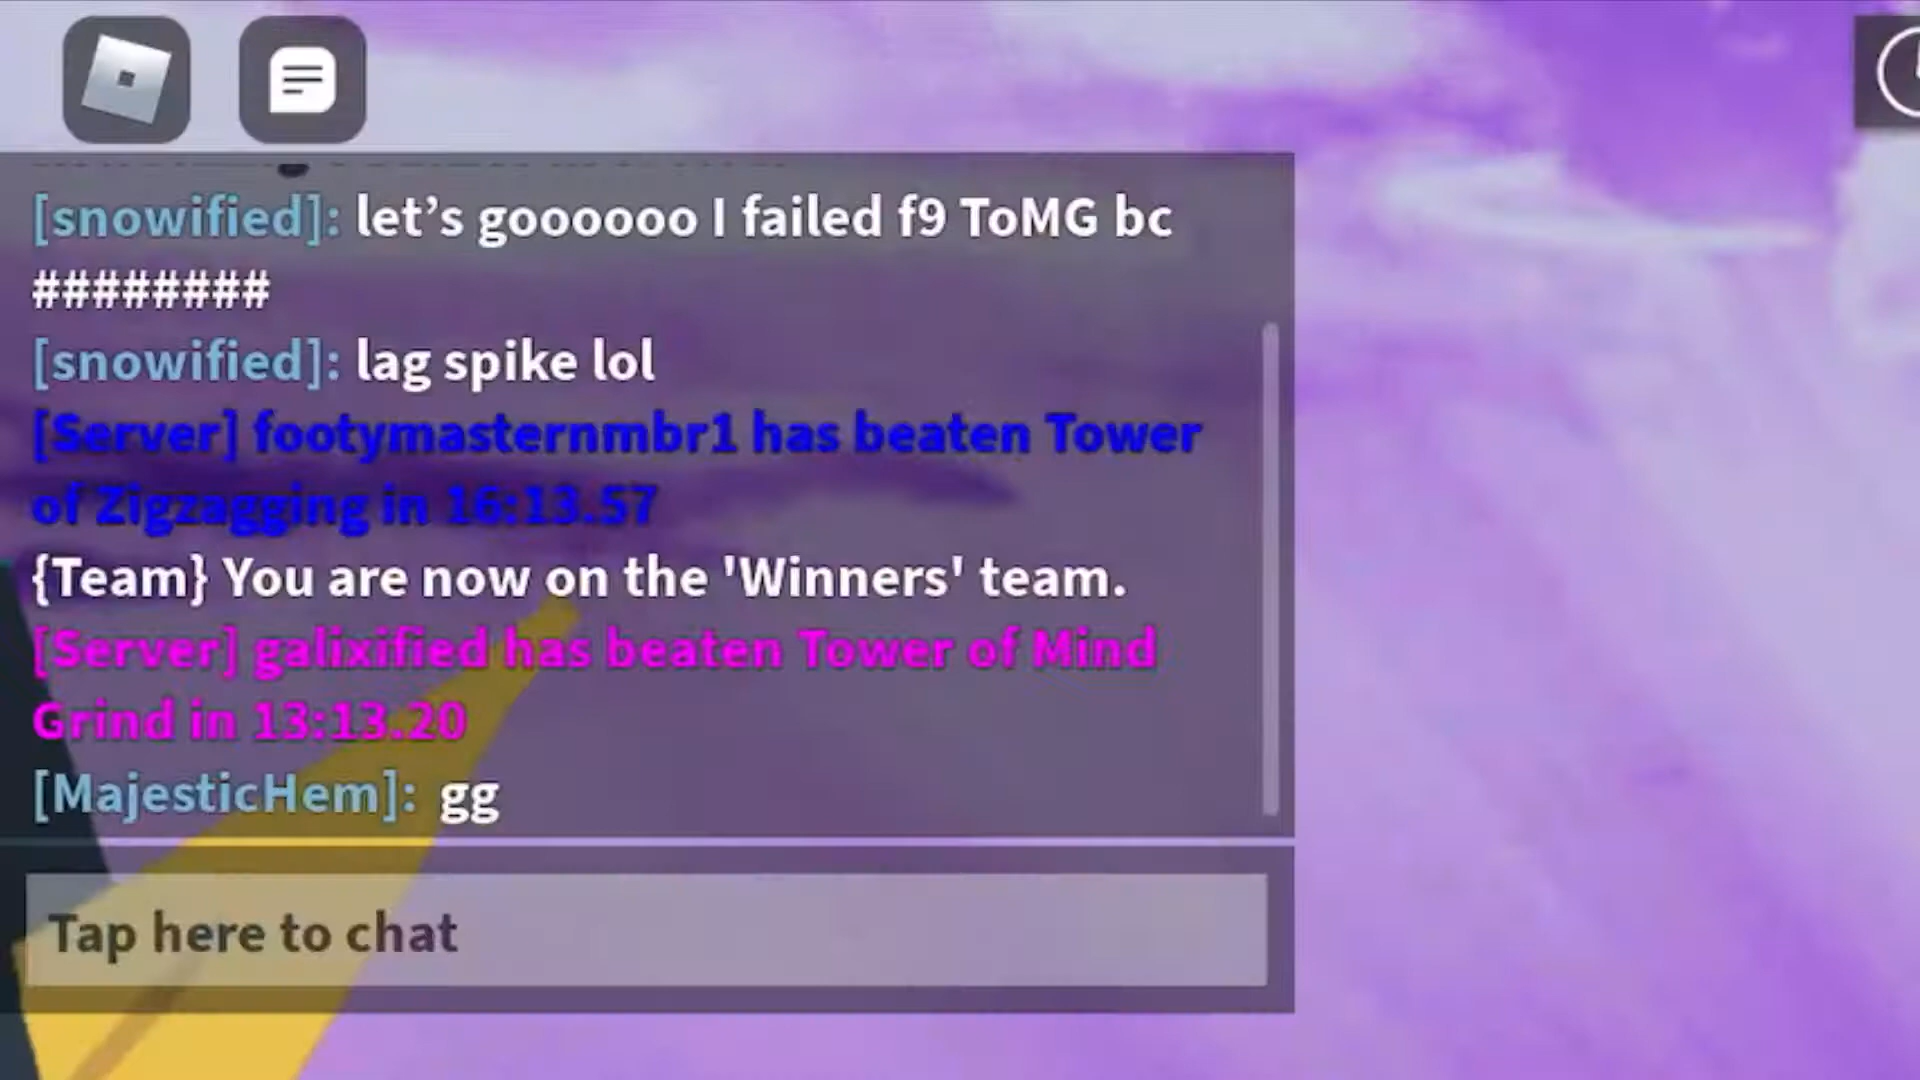 [snowified]: let’s goooooo I failed f9 ToMG bc
########
[snowified]: lag spike lol
[Server] footymasternmbr1 has beaten Tower
of Zigzagging in 16:13.57
{Team} You are now on the 'Winners' team.
[Server] galixified has beaten Tower of Mind
Grind in 13:13.20
[MajesticHem]: gg
Tap here to chat